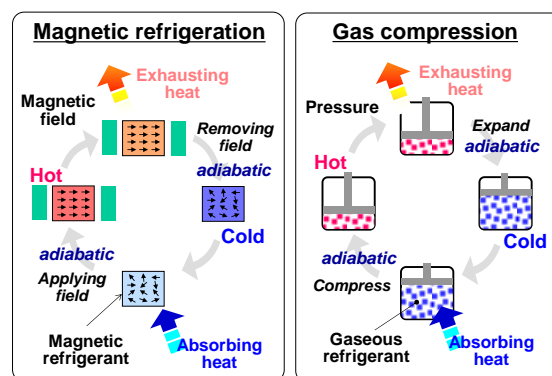 Magnetic refrigeration
Exhausting
heat
Magnetic
field
Removing
field
adiabatic
Hot
Cold
adiabatic
Applying
field
Magnetic
refrigerant
Absorbing
heat
Gas compression
Exhausting
heat
Pressure
Expand
adiabatic
Hot
Cold
adiabatic
Compress
Gaseous
refrigerant
Absorbing
heat